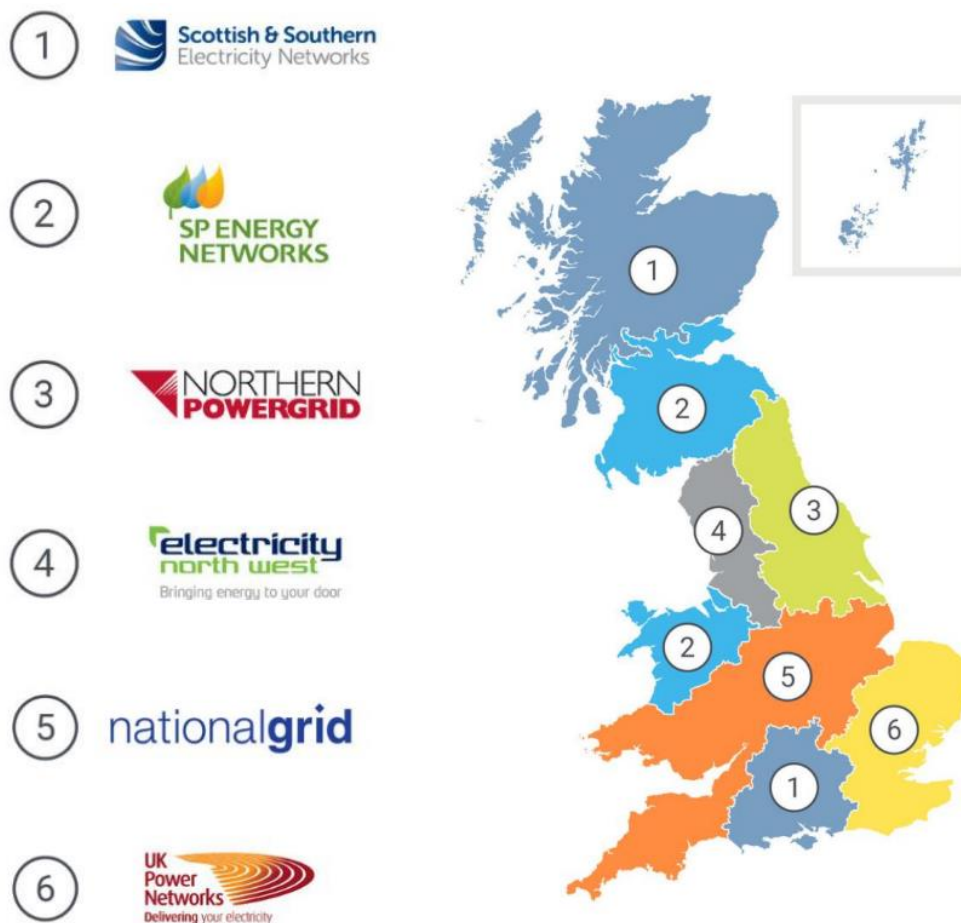 1
Scottish & Southern
Electricity Networks
2
SP ENERGY
NETWORKS
3
NORTHERN
POWERGRID
4
electricity
north west
Bringing energy to your door
5
nationalgrid
6
UK
Power
Networks
Delivering your electricity
1
2
3
4
2
5
6
1